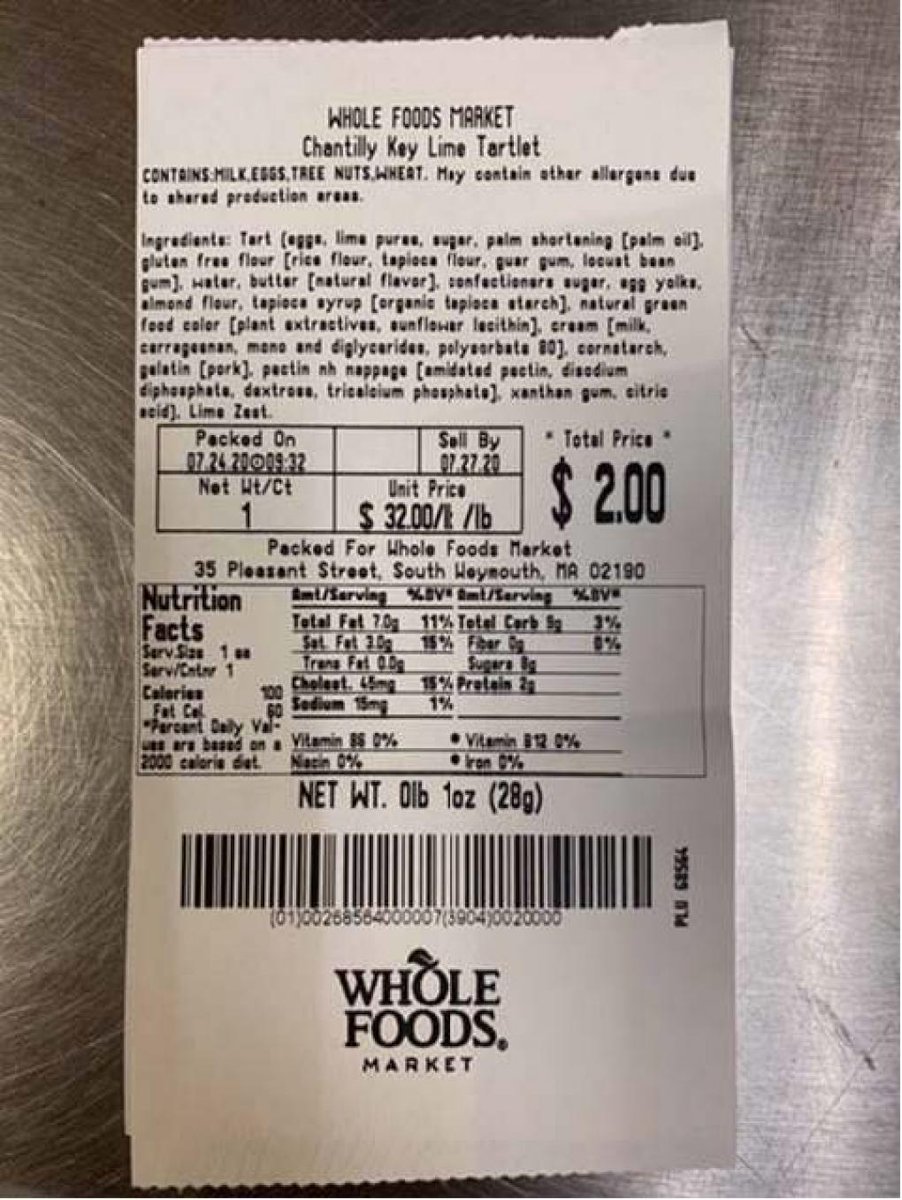 WHOLE FOODS MARKET
Chantilly Key Lime Tartlet
CONTAINS:MILK,EGGS,TREE NUTS,WHEAT. May contain other allergens due
to shared production areas.
Ingredients: Tart (eggs, lime puree, sugar, palm shortening [palm oil],
gluten free flour [rice flour, tapioca flour, guar gum, locust bean
gum], water, butter [natural flavor], confectioners sugar, egg yolks,
almond flour, tapioca syrup [organic tapioca starch], natural green
food color [plant extractives, sunflower lecithin], cream [milk,
carrageenan, mono and diglycerides, polysorbate 80], cornstarch,
gelatin [pork], pectin nh nappage [amidated pectin, disodium
diphosphate, dextrose, tricalcium phosphate], xanthan gum, citric
acid), Lime Zest.
Packed On Sell By * Total Price *
07.24.20@09:32 07.27.20 $ 2.00
Net Wt/Ct Unit Price
1 $ 32.00/lt /lb
Packed For Whole Foods Market
35 Pleasant Street, South Weymouth, MA 02190
Nutrition Facts
Serv.Size 1 ea
Serv/Cntnr 1
Calories 100
Fat Cal 60
*Percent Daily Val-
ues are based on a
2000 calorie diet.
Amt/Serving %DV* Amt/Serving %DV*
Total Fat 7.0g 11% Total Carb 9g 3%
Sat. Fat 3.0g 15% Fiber 0g 0%
Trans Fat 0.0g Sugars 8g
Cholest. 45mg 15% Protein 2g
Sodium 15mg 1%
Vitamin B6 0% • Vitamin B12 0%
Niacin 0% • Iron 0%
NET WT. 0lb 1oz (28g)
(01)00268564000007(3904)0020000
PLU 68564
WHOLE
FOODS®
MARKET